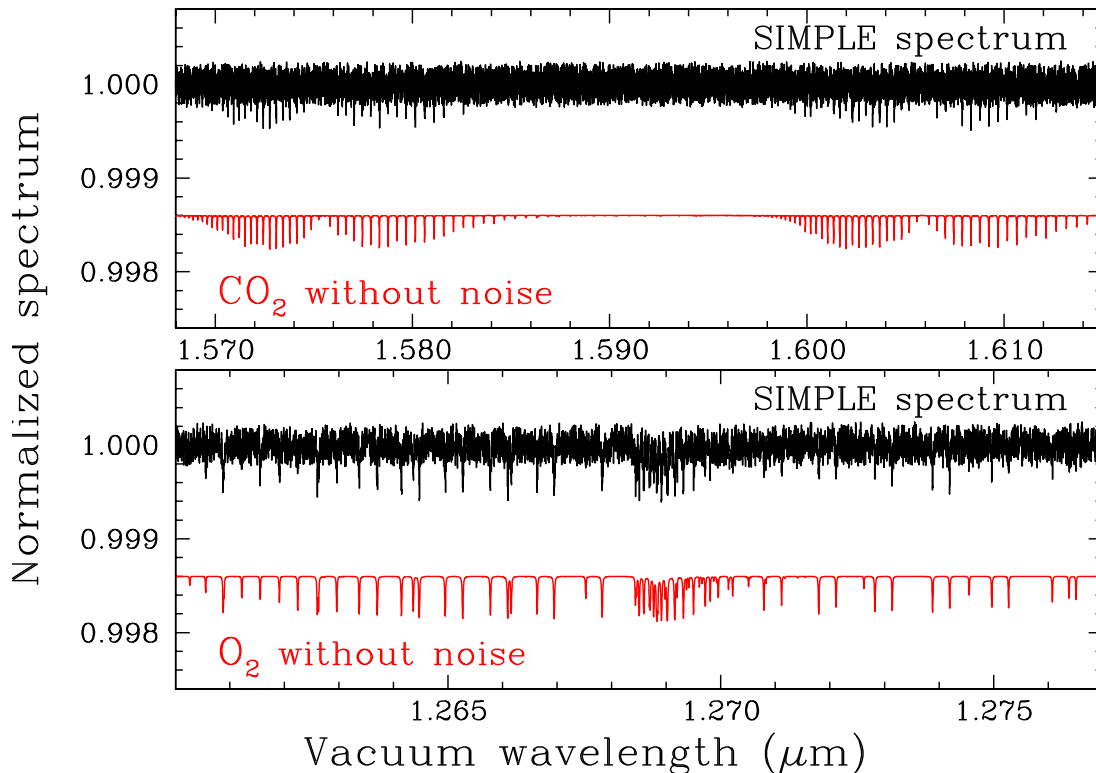 SIMPLE spectrum
1.000
0.999
0.998
CO2 without noise
1.570 1.580 1.590 1.600 1.610
SIMPLE spectrum
1.000
0.999
0.998
O2 without noise
1.265 1.270 1.275
Vacuum wavelength (μm)
Normalized spectrum